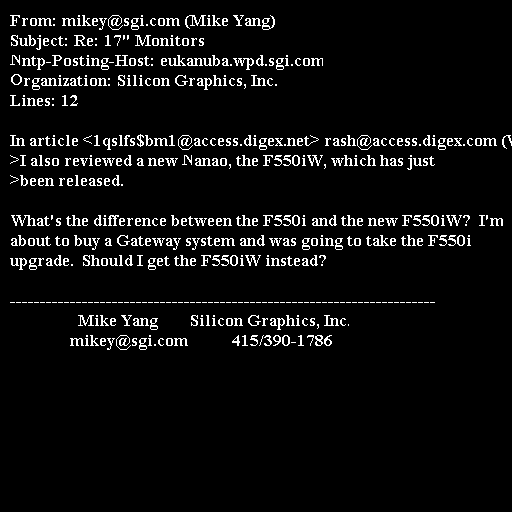 From: mikey@sgi.com (Mike Yang)
Subject: Re: 17" Monitors
Nntp-Posting-Host: eukanuba.wpd.sgi.com
Organization: Silicon Graphics, Inc.
Lines: 12

In article <1qslfs$bm1@access.digex.net> rash@access.digex.com (
>I also reviewed a new Nanao, the F550iW, which has just
>been released.

What's the difference between the F550i and the new F550iW?  I'm
about to buy a Gateway system and was going to take the F550i
upgrade.  Should I get the F550iW instead?

-----------------------------------------------------------------------
Mike Yang        Silicon Graphics, Inc.
mikey@sgi.com           415/390-1786